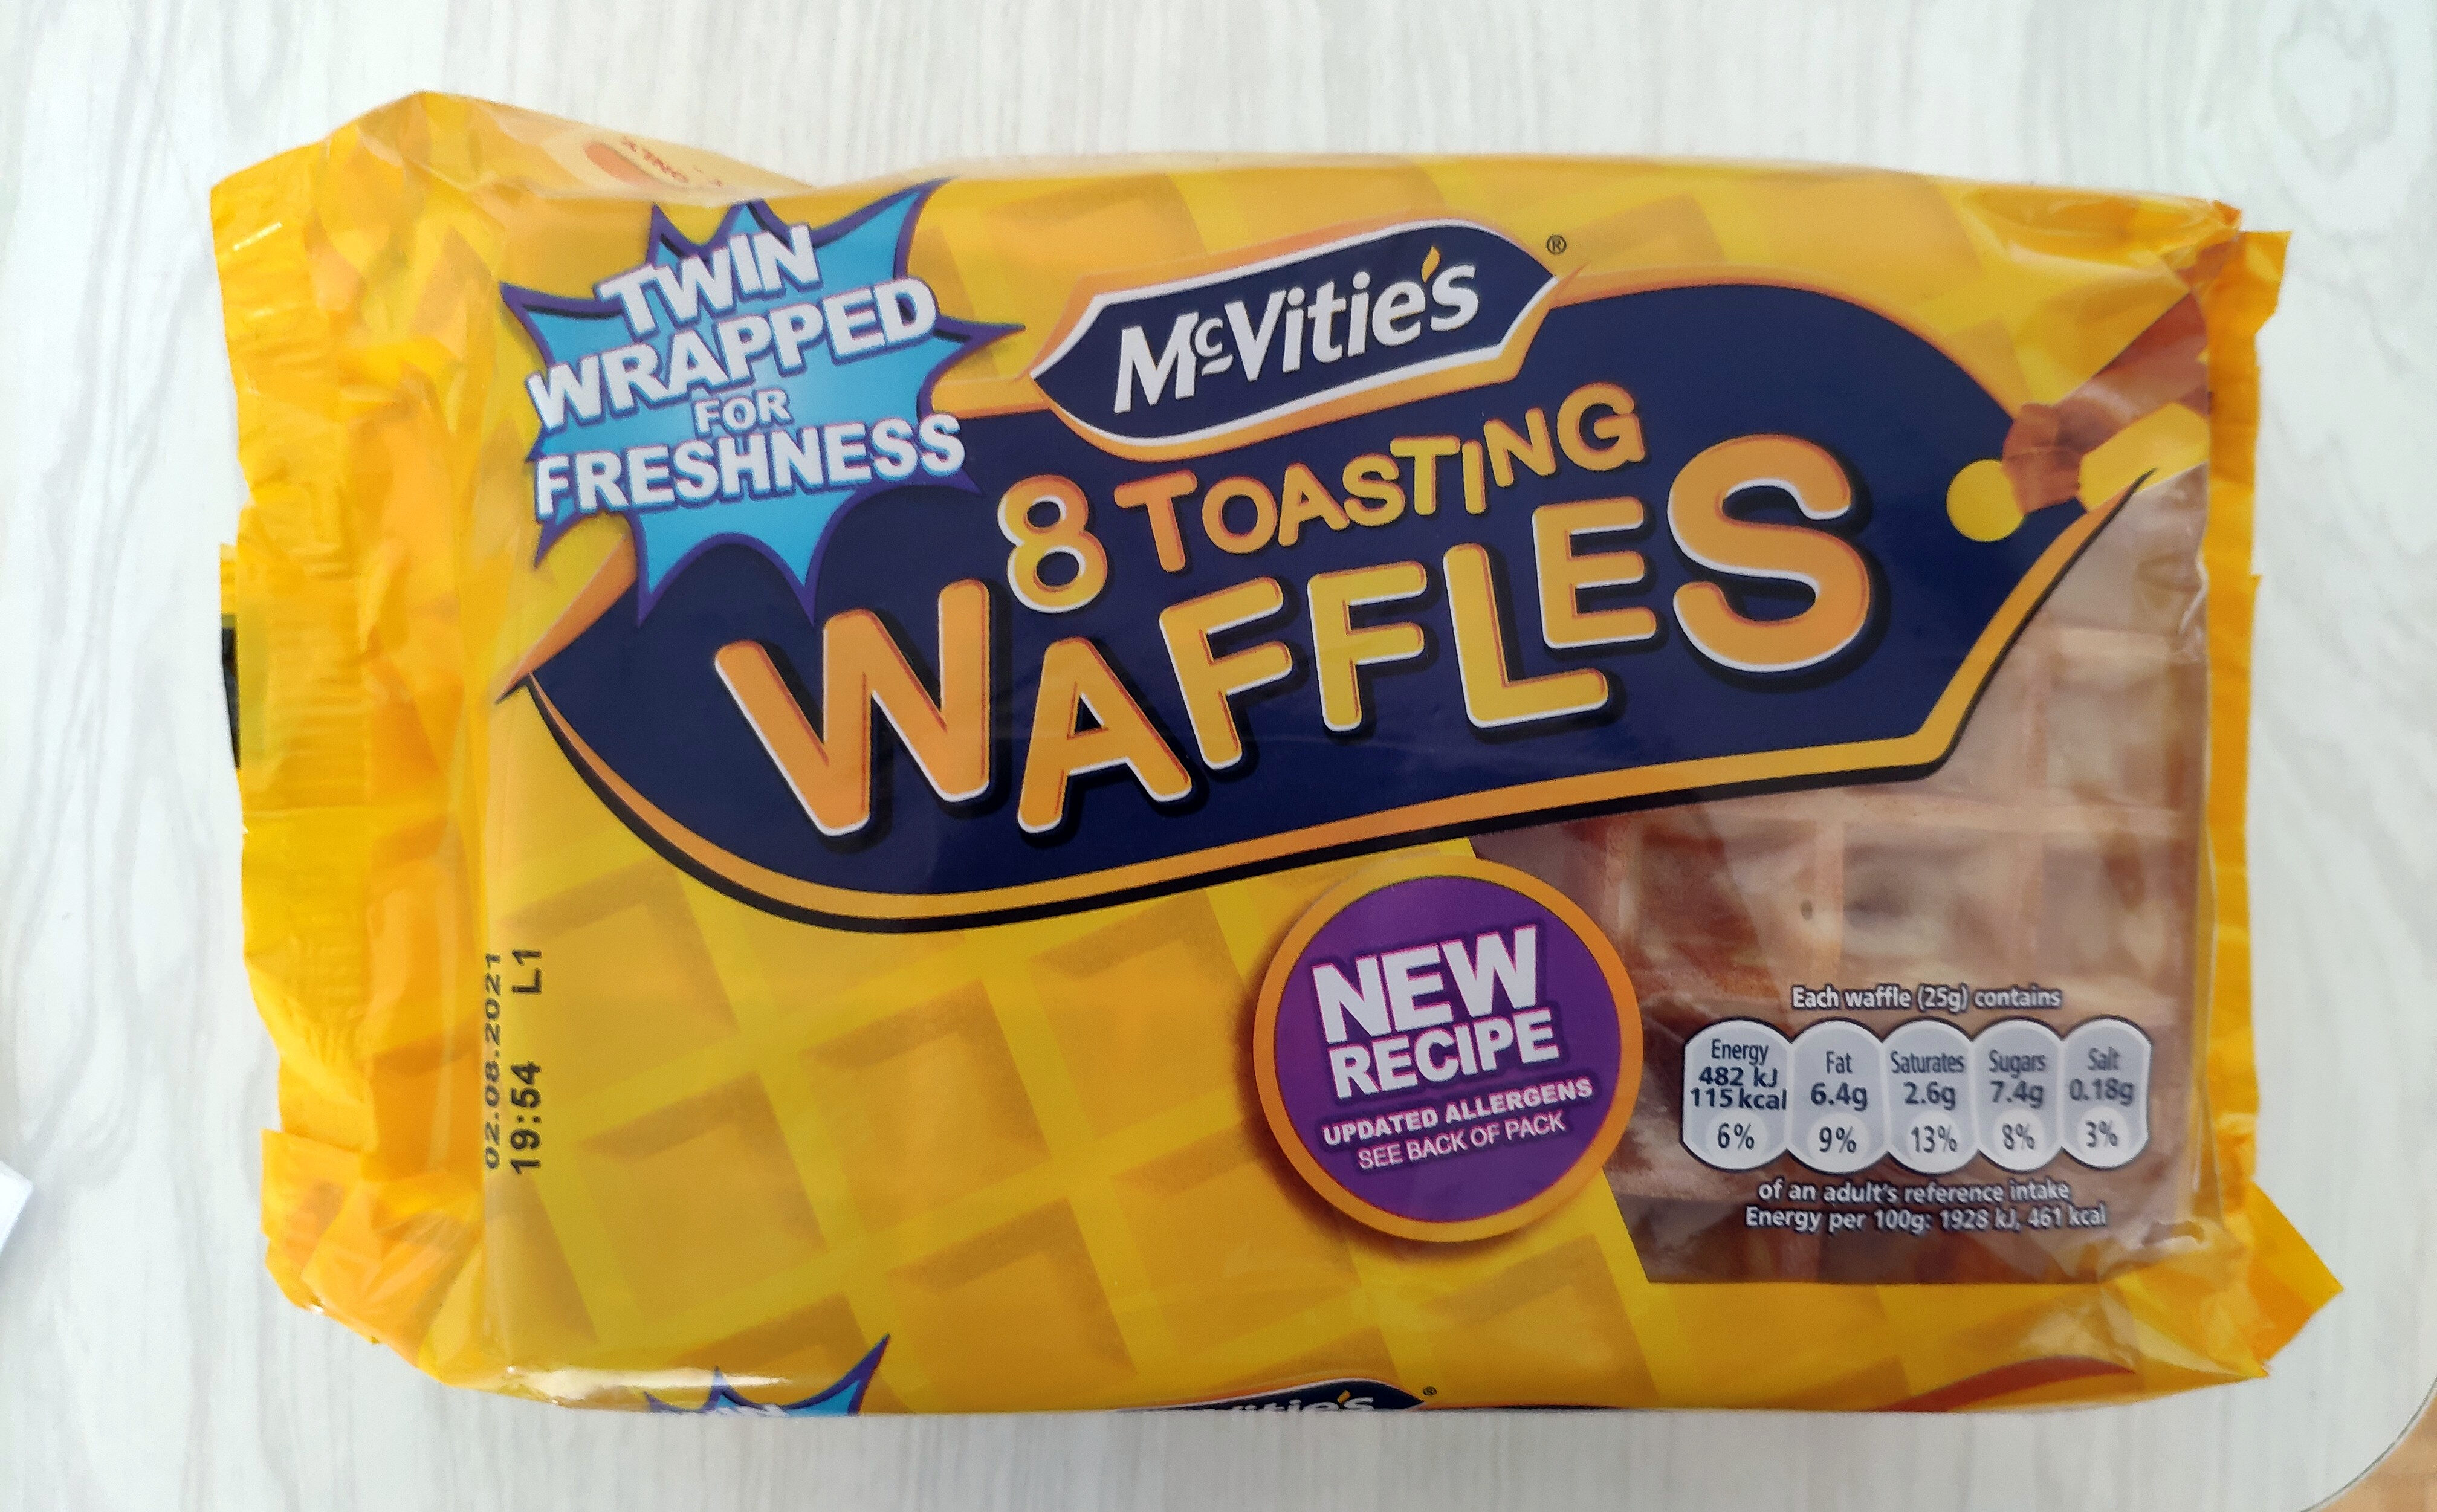 ONLY
TWIN
WRAPPED
FOR
FRESHNESS
McVitie's®
8 TOASTING
WAFFLES
02.08.2021
19:54 L1
NEW
RECIPE
UPDATED ALLERGENS
SEE BACK OF PACK
Each waffle (25g) contains
Energy
482 kJ
115 kcal
6%
Fat
6.4g
9%
Saturates
2.6g
13%
Sugars
7.4g
8%
Salt
0.18g
3%
of an adult's reference intake
Energy per 100g: 1928 kJ, 461 kcal